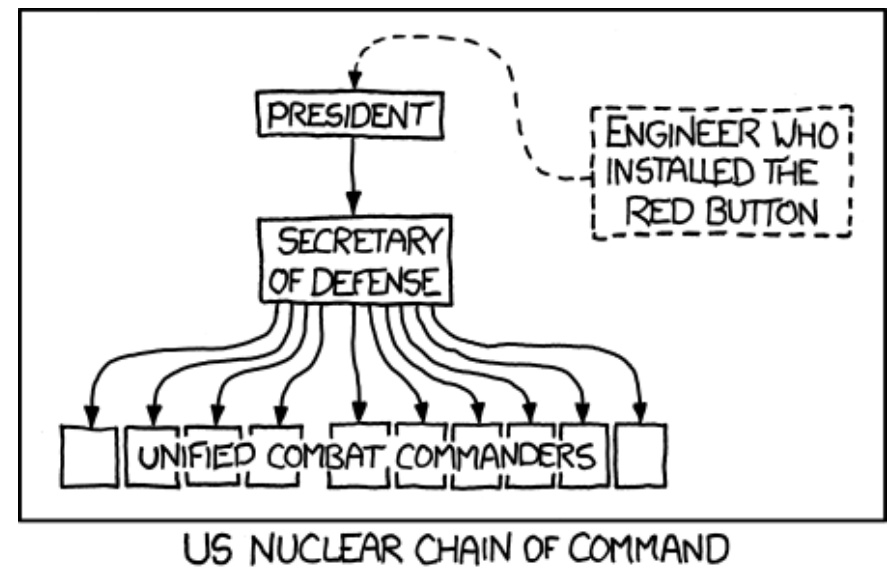 PRESIDENT
ENGINEER WHO
INSTALLED THE
RED BUTTON
SECRETARY
OF DEFENSE
UNIFIED COMBAT COMMANDERS
US NUCLEAR CHAIN OF COMMAND